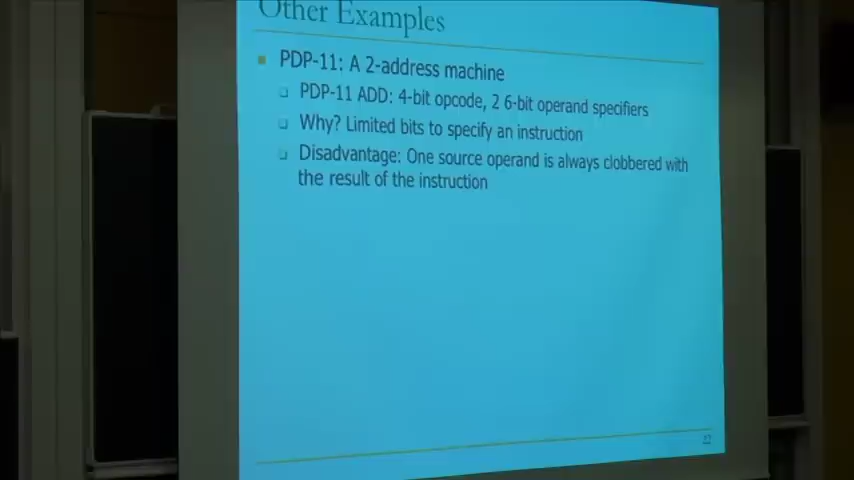 Other Examples
PDP-11: A 2-address machine
PDP-11 ADD: 4-bit opcode, 2 6-bit operand specifiers
Why? Limited bits to specify an instruction
Disadvantage: One source operand is always clobbered with
the result of the instruction